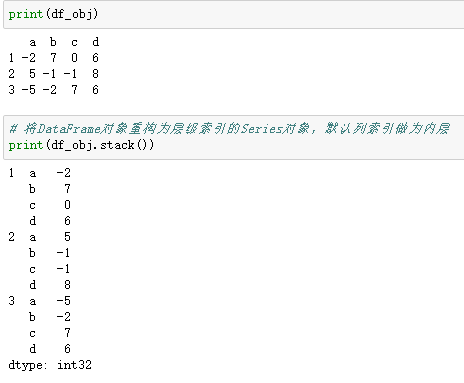 print(df_obj)
   a  b  c  d
1 -2  7  0  6
2  5 -1 -1  8
3 -5 -2  7  6
# 将DataFrame对象重构为层级索引的Series对象，默认列索引做为内层
print(df_obj.stack())
1  a   -2
   b    7
   c    0
   d    6
2  a    5
   b   -1
   c   -1
   d    8
3  a   -5
   b   -2
   c    7
   d    6
dtype: int32